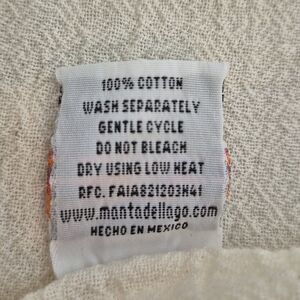 100% COTTON
WASH SEPARATELY
GENTLE CYCLE
DO NOT BLEACH
DRY USING LOW HEAT
RFC. FAIA821203H41
www.mantadellago.com
HECHO EN MEXICO